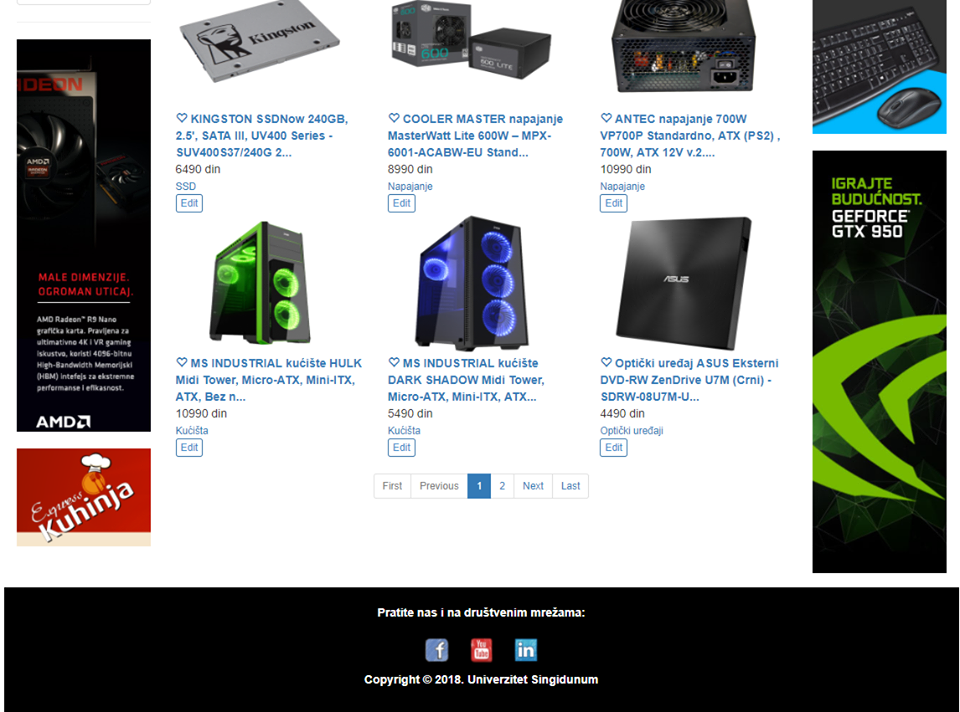 RADEON
AMD
RADEON
MALE DIMENZIJE.
OGROMAN UTICAJ.
AMD Radeon™ R9 Nano
grafička karta. Pravljena za
ultimativno 4K i VR gaming
iskustvo, koristi 4096-bitnu
High-Bandwidth Memorijski
(HBM) intefejs za ekstremne
performanse i efikasnost.
AMD
Express
Kuhinja
Kingston
600
600 LITE
♡ KINGSTON SSDNow 240GB,
2.5', SATA III, UV400 Series -
SUV400S37/240G 2...
6490 din
SSD
Edit
♡ COOLER MASTER napajanje
MasterWatt Lite 600W – MPX-
6001-ACABW-EU Stand...
8990 din
Napajanje
Edit
♡ ANTEC napajanje 700W
VP700P Standardno, ATX (PS2) ,
700W, ATX 12V v.2....
10990 din
Napajanje
Edit
♡ MS INDUSTRIAL kućište HULK
Midi Tower, Micro-ATX, Mini-ITX,
ATX, Bez n...
10990 din
Kućišta
Edit
♡ MS INDUSTRIAL kućište
DARK SHADOW Midi Tower,
Micro-ATX, Mini-ITX, ATX...
5490 din
Kućišta
Edit
ASUS
♡ Optički uređaj ASUS Eksterni
DVD-RW ZenDrive U7M (Crni) -
SDRW-08U7M-U...
4490 din
Optički uređaji
Edit
First Previous 1 2 Next Last
IGRAJTE
BUDUĆNOST.
GEFORCE®
GTX 950
Pratite nas i na društvenim mrežama:
f
You Tube
in
Copyright © 2018. Univerzitet Singidunum